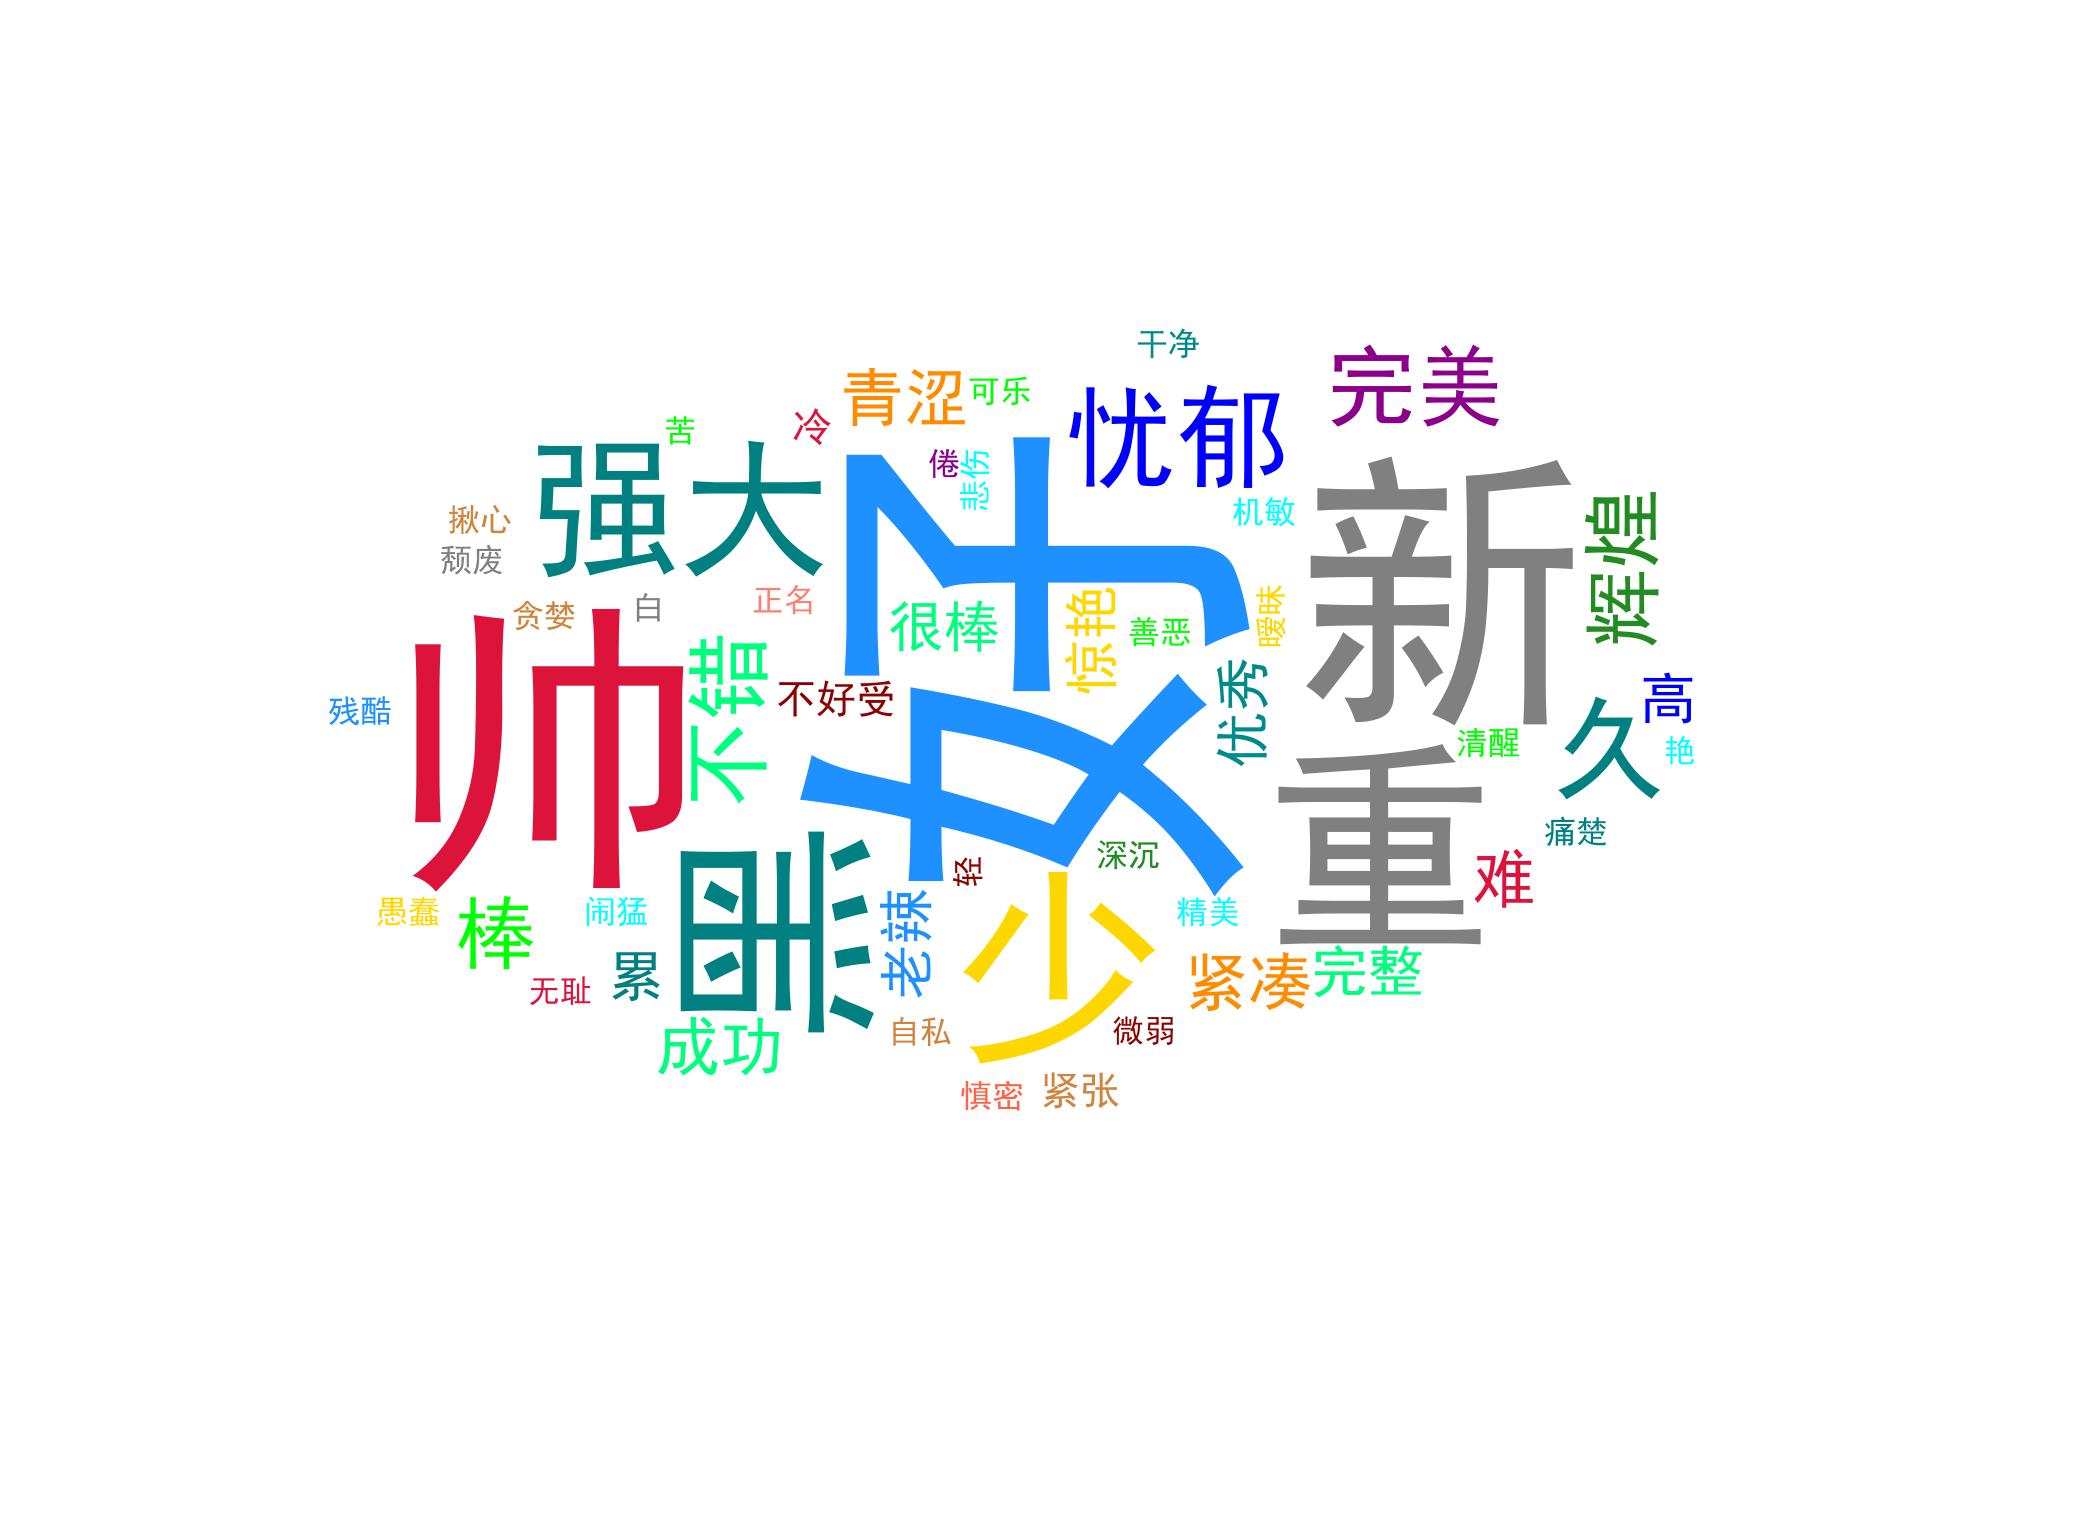 干净
完美
青涩
可乐
忧郁
苦
冷
强大
倦
悲伤
好
机敏
新
辉煌
揪心
颓废
贪婪
白
正名
很棒
惊艳
善恶
暧昧
帅
不错
不好受
优秀
残酷
高
久
清醒
艳
重
黑
轻
深沉
痛楚
难
愚蠢
棒
闹猛
老辣
少
精美
累
无耻
紧凑
完整
成功
自私
微弱
慎密
紧张